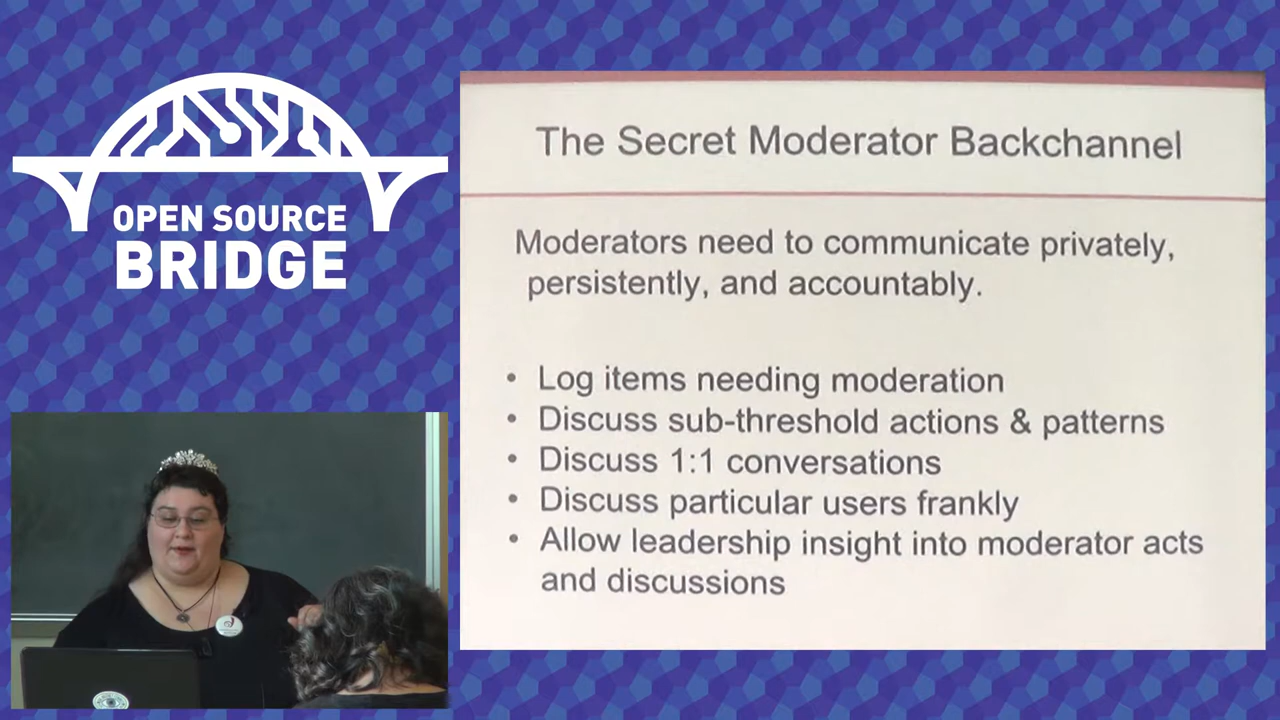 OPEN SOURCE
BRIDGE
The Secret Moderator Backchannel
Moderators need to communicate privately,
persistently, and accountably.
• Log items needing moderation
• Discuss sub-threshold actions & patterns
• Discuss 1:1 conversations
• Discuss particular users frankly
• Allow leadership insight into moderator acts
and discussions